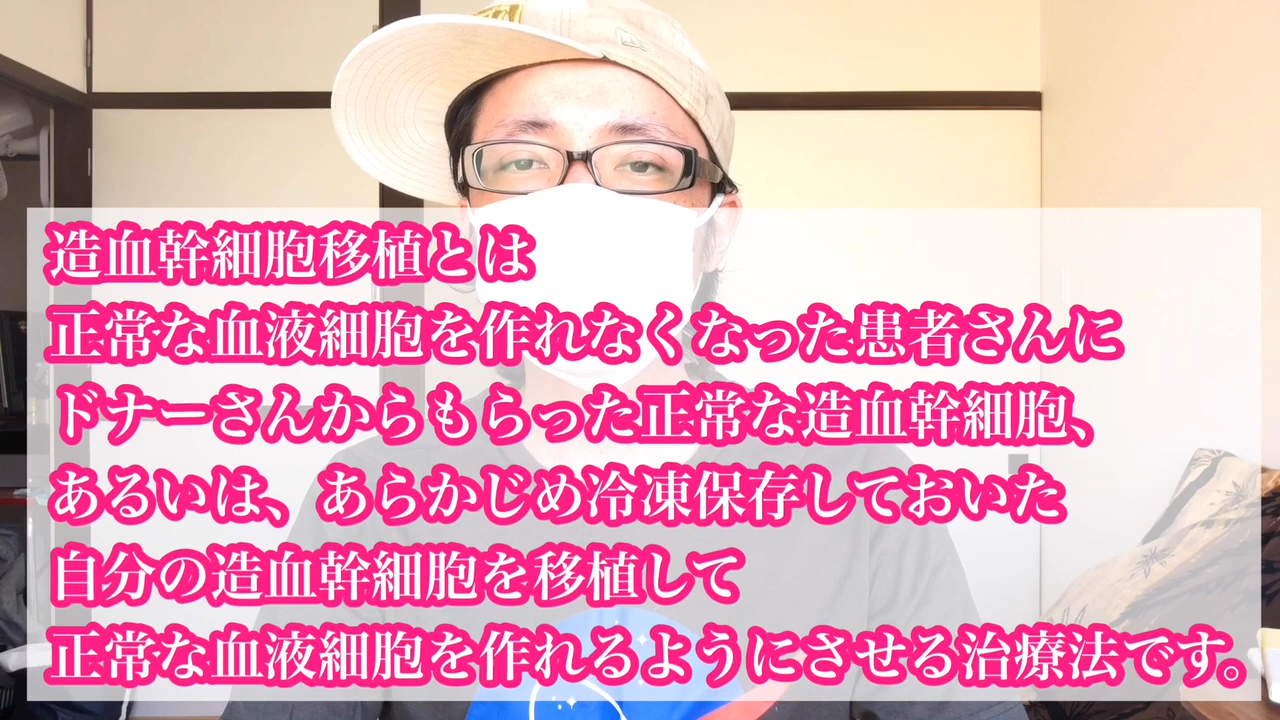 造血幹細胞移植とは
正常な血液細胞を作れなくなった患者さんに
ドナーさんからもらった正常な造血幹細胞、
あるいは、あらかじめ冷凍保存しておいた
自分の造血幹細胞を移植して
正常な血液細胞を作れるようにさせる治療法です。